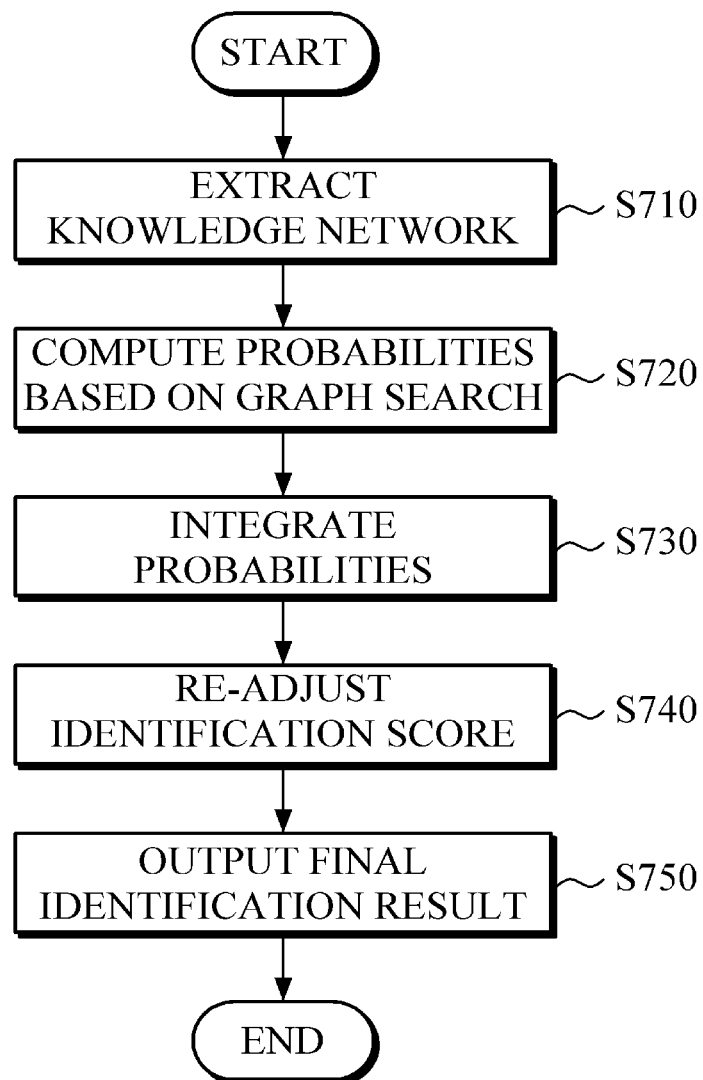 START
EXTRACT
KNOWLEDGE NETWORK
S710
COMPUTE PROBABILITIES
BASED ON GRAPH SEARCH
S720
INTEGRATE
PROBABILITIES
S730
RE-ADJUST
IDENTIFICATION SCORE
S740
OUTPUT FINAL
IDENTIFICATION RESULT
S750
END